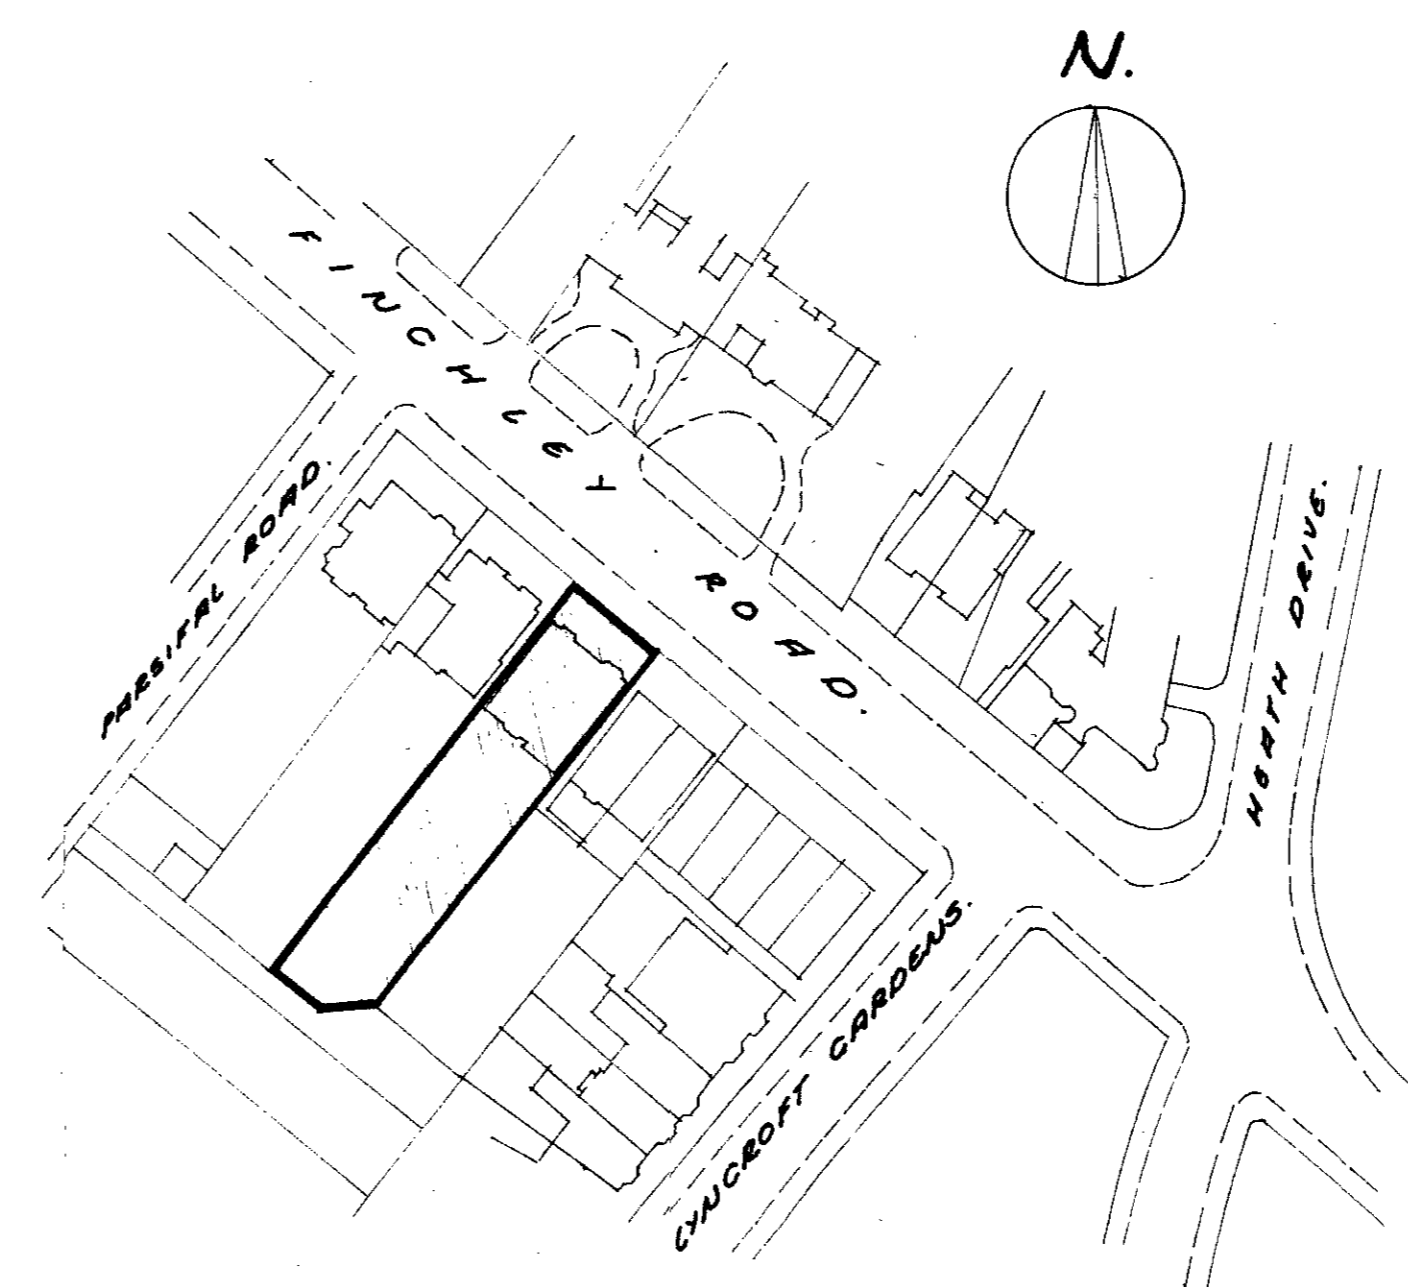 N.
FINCHLEY ROAD.
PARSIFAL ROAD.
HEATH DRIVE.
LYNCROFT GARDENS.